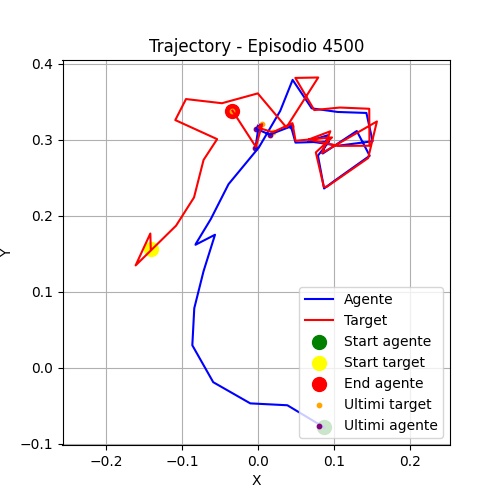 Trajectory - Episodio 4500
0.4
0.3
0.2
0.1
0.0
−0.1
Y
−0.2
−0.1
0.0
0.1
0.2
X
Agente
Target
Start agente
Start target
End agente
Ultimi target
Ultimi agente